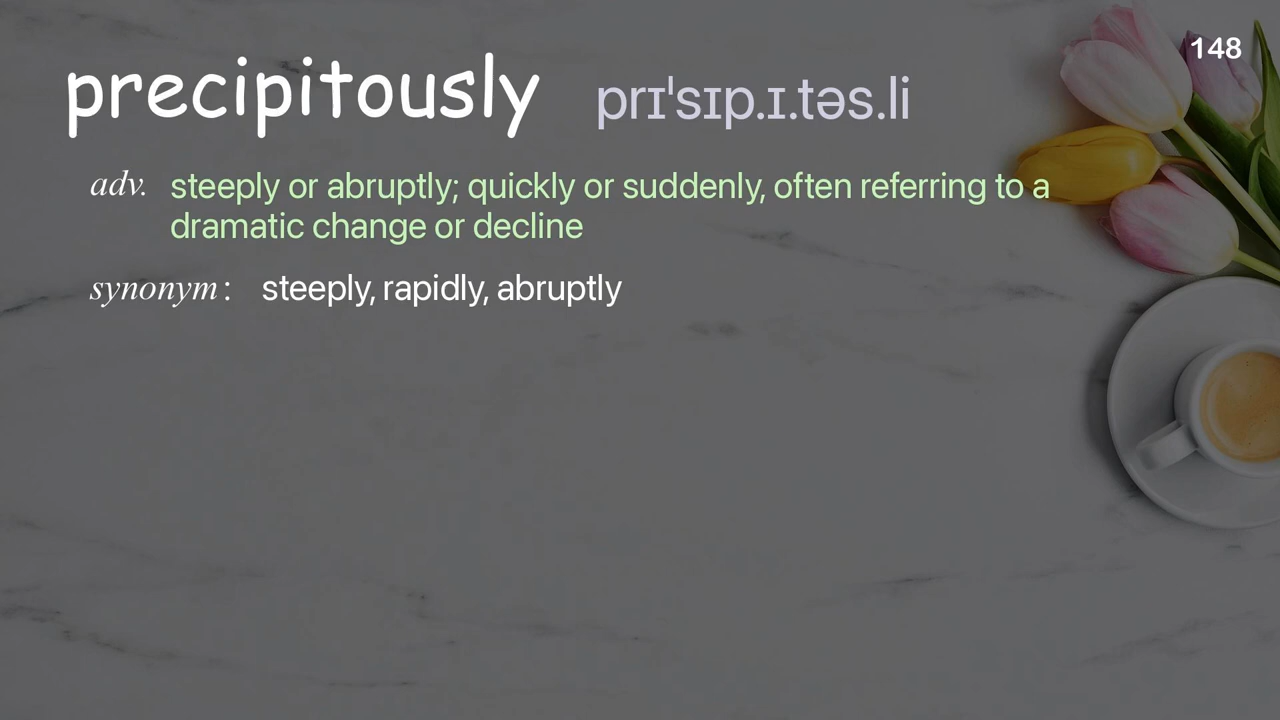 148
precipitously prɪˈsɪp.ɪ.təs.li
adv. steeply or abruptly; quickly or suddenly, often referring to a
dramatic change or decline
synonym: steeply, rapidly, abruptly